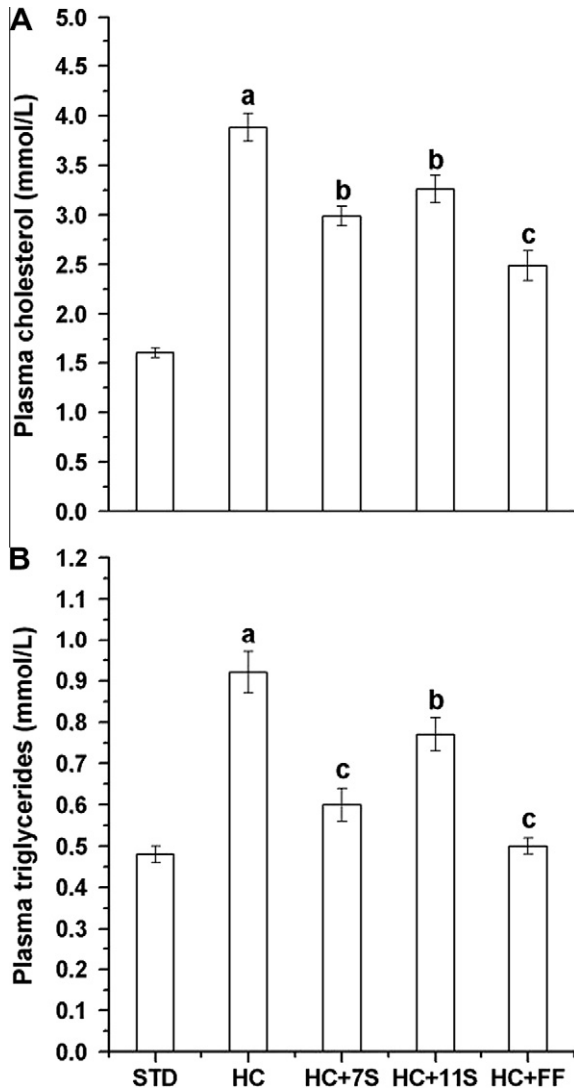 A
Plasma cholesterol (mmol/L)
5.0
4.5
4.0
3.5
3.0
2.5
2.0
1.5
1.0
0.5
0.0
a
b
b
c
B
Plasma triglycerides (mmol/L)
1.2
1.1
1.0
0.9
0.8
0.7
0.6
0.5
0.4
0.3
0.2
0.1
0.0
a
c
b
c
STD HC HC+7S HC+11S HC+FF